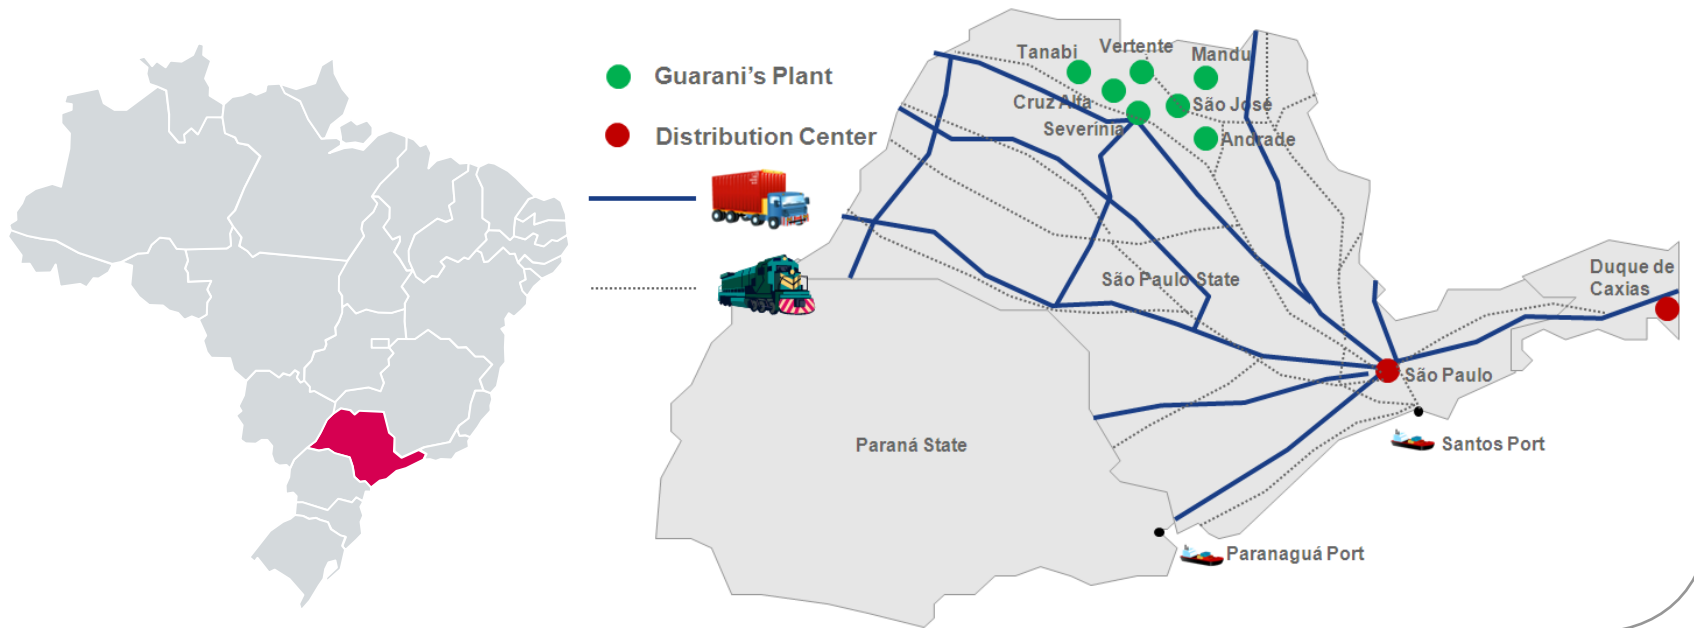 Guarani's Plant
Distribution Center
Tanabi
Vertente
Mandu
Cruz Alta
São José
Severínia
Andrade
São Paulo State
Duque de
Caxias
São Paulo
Paraná State
Santos Port
Paranaguá Port